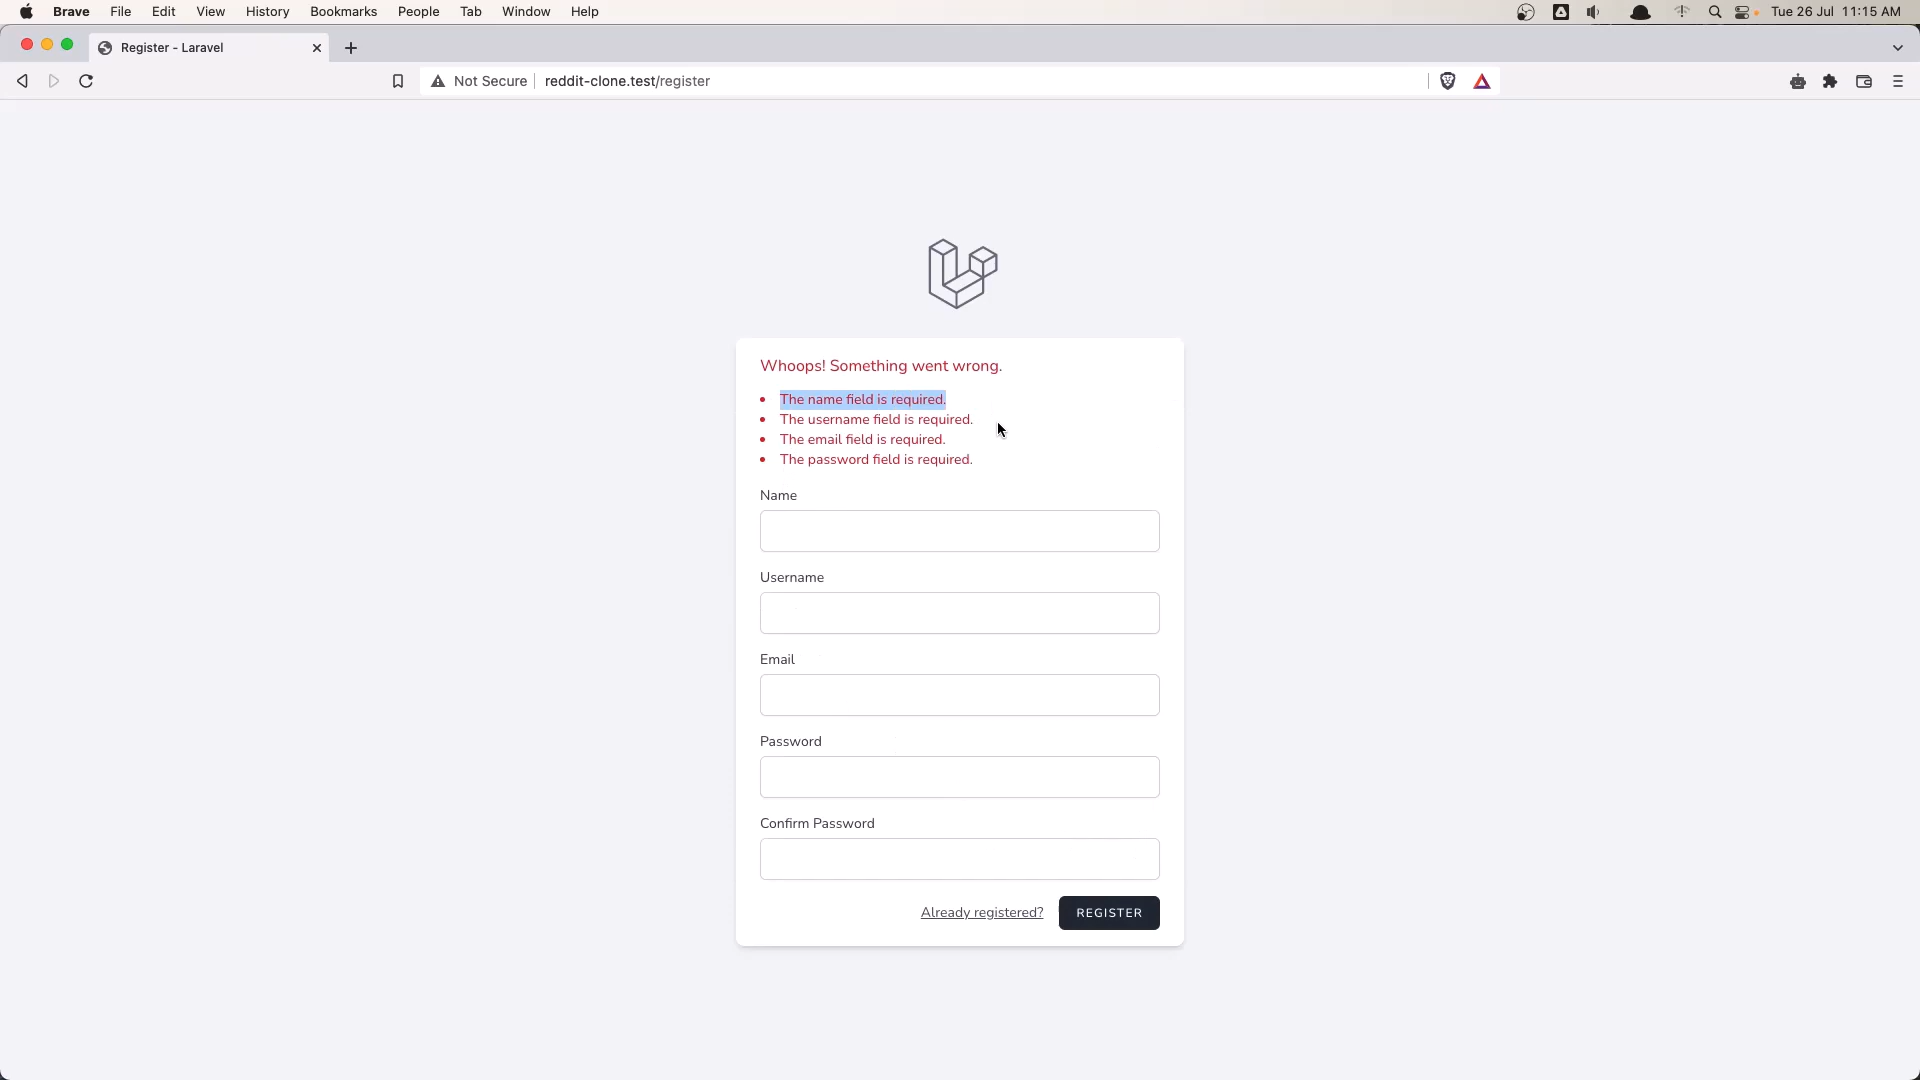 Brave File Edit View History Bookmarks People Tab Window Help Tue 26 Jul 11:15 AM
Register - Laravel
Not Secure reddit-clone.test/register
Whoops! Something went wrong.
The name field is required.
The username field is required.
The email field is required.
The password field is required.
Name
Username
Email
Password
Confirm Password
Already registered? REGISTER